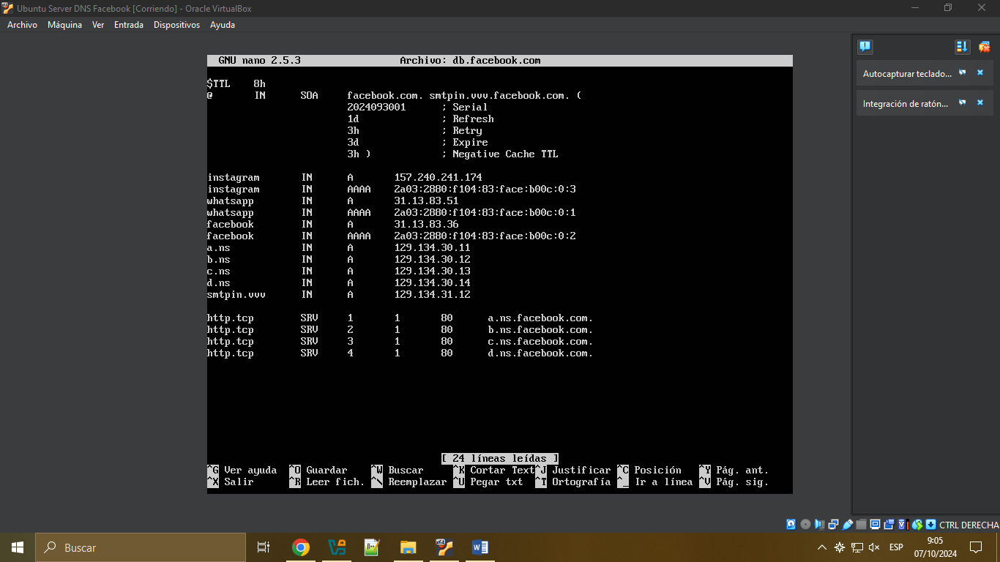 Ubuntu Server DNS Facebook [Corriendo] - Oracle VirtualBox
Archivo Máquina Ver Entrada Dispositivos Ayuda
GNU nano 2.5.3 Archivo: db.facebook.com
$TTL 8h
@ IN SOA facebook.com. smtpin.vvv.facebook.com. (
2024093001 ; Serial
1d ; Refresh
3h ; Retry
3d ; Expire
3h ) ; Negative Cache TTL
instagram IN A 157.240.241.174
instagram IN AAAA 2a03:2880:f104:83:face:b00c:0:3
whatsapp IN A 31.13.83.51
whatsapp IN AAAA 2a03:2880:f104:83:face:b00c:0:1
facebook IN A 31.13.83.36
facebook IN AAAA 2a03:2880:f104:83:face:b00c:0:2
a.ns IN A 129.134.30.11
b.ns IN A 129.134.30.12
c.ns IN A 129.134.30.13
d.ns IN A 129.134.30.14
smtpin.vvv IN A 129.134.31.12
http.tcp SRV 1 1 80 a.ns.facebook.com.
http.tcp SRV 2 1 80 b.ns.facebook.com.
http.tcp SRV 3 1 80 c.ns.facebook.com.
http.tcp SRV 4 1 80 d.ns.facebook.com.
[ 24 líneas leídas ]
^G Ver ayuda ^O Guardar ^W Buscar ^K Cortar Text ^J Justificar ^C Posición ^Y Pág. ant.
^X Salir ^R Leer fich. ^\ Reemplazar ^U Pegar txt ^T Ortografía ^_ Ir a línea ^V Pág. sig.
Autocapturar teclado...
Integración de ratón...
CTRL DERECHA
Buscar
ESP
9:05
07/10/2024